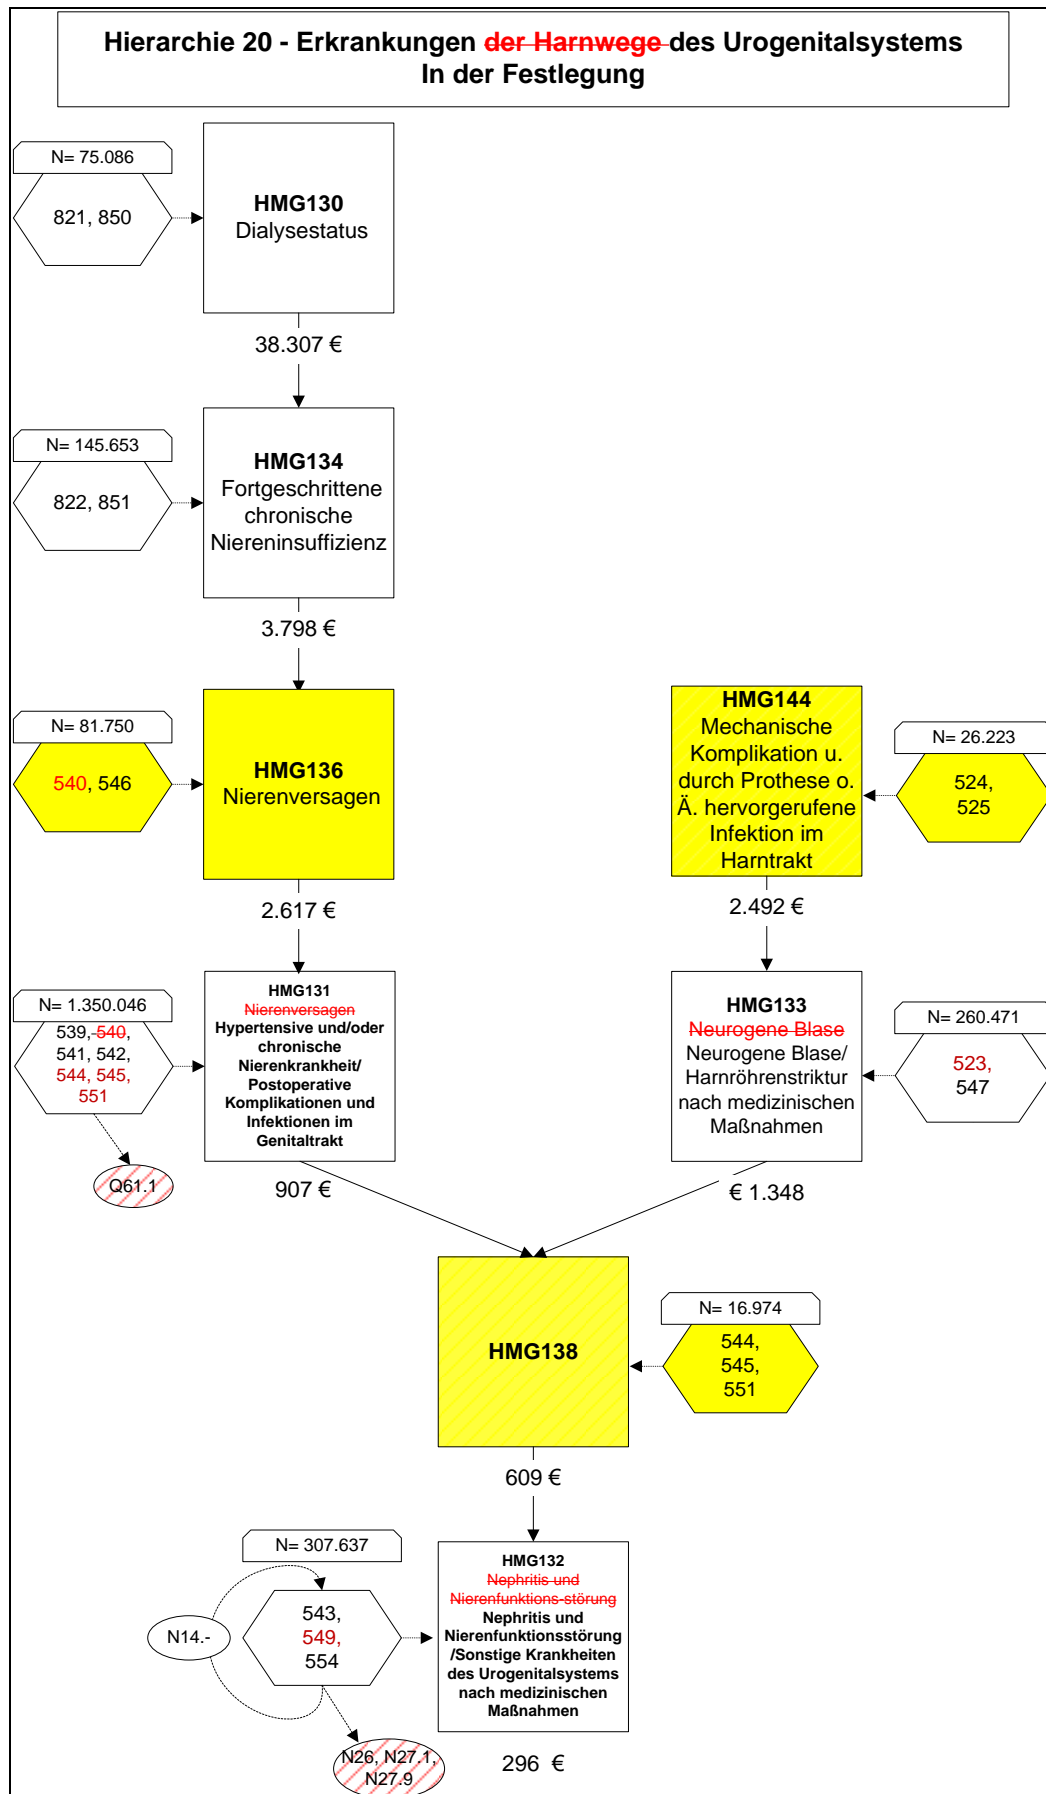 Hierarchie 20 - Erkrankungen der Harnwege des Urogenitalsystems
In der Festlegung
N= 75.086
821, 850
HMG130
Dialysestatus
38.307 €
N= 145.653
822, 851
HMG134
Fortgeschrittene
chronische
Niereninsuffizienz
3.798 €
N= 81.750
540, 546
HMG136
Nierenversagen
2.617 €
HMG144
Mechanische
Komplikation u.
durch Prothese o.
Ä. hervorgerufene
Infektion im
Harntrakt
N= 26.223
524,
525
2.492 €
N= 1.350.046
539, 540,
541, 542,
544, 545,
551
Q61.1
HMG131
Nierenversagen
Hypertensive und/oder
chronische
Nierenkrankheit/
Postoperative
Komplikationen und
Infektionen im
Genitaltrakt
907 €
HMG133
Neurogene Blase
Neurogene Blase/
Harnröhrenstriktur
nach medizinischen
Maßnahmen
N= 260.471
523,
547
€ 1.348
HMG138
N= 16.974
544,
545,
551
609 €
N= 307.637
N14.-
543,
549,
554
N26, N27.1,
N27.9
HMG132
Nephritis und
Nierenfunktions-störung
Nephritis und
Nierenfunktionsstörung
/Sonstige Krankheiten
des Urogenitalsystems
nach medizinischen
Maßnahmen
296 €